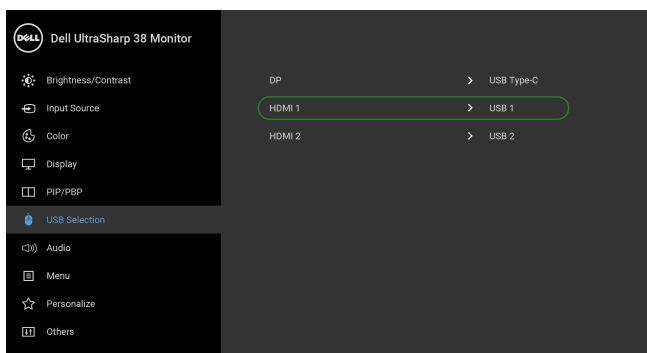 DELL Dell UltraSharp 38 Monitor
Brightness/Contrast
DP USB Type-C
Input Source
HDMI 1 USB 1
Color
HDMI 2 USB 2
Display
PIP/PBP
USB Selection
Audio
Menu
Personalize
Others